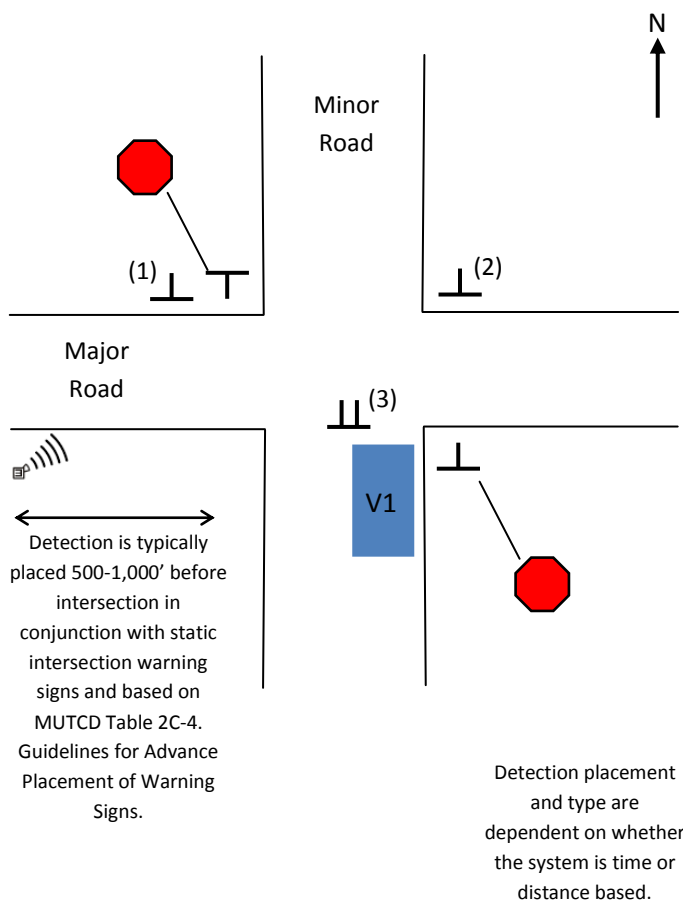 N
Minor
Road
(1)
(2)
Major
Road
(3)
V1
Detection is typically
placed 500-1,000’ before
intersection in
conjunction with static
intersection warning
signs and based on
MUTCD Table 2C-4.
Guidelines for Advance
Placement of Warning
Signs.
Detection placement
and type are
dependent on whether
the system is time or
distance based.